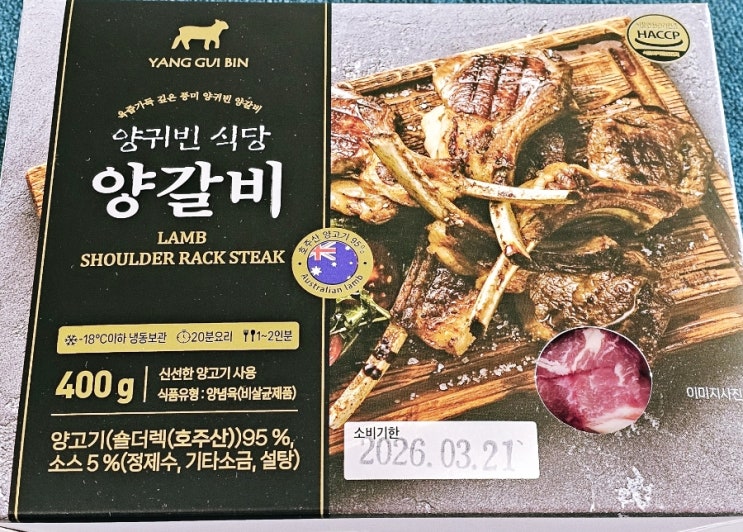 YANG GUI BIN
육즙가득 깊은 풍미 양귀빈 양갈비
양귀빈 식당
양갈비
LAMB
SHOULDER RACK STEAK
호주산 양고기 95%
Australian lamb
-18℃이하 냉동보관 20분요리 1~2인분
400g
신선한 양고기 사용
식품유형 : 양념육(비살균제품)
양고기(숄더렉(호주산))95 %,
소스 5 %(정제수, 기타소금, 설탕)
HACCP
이미지사진
소비기한
2026.03.21